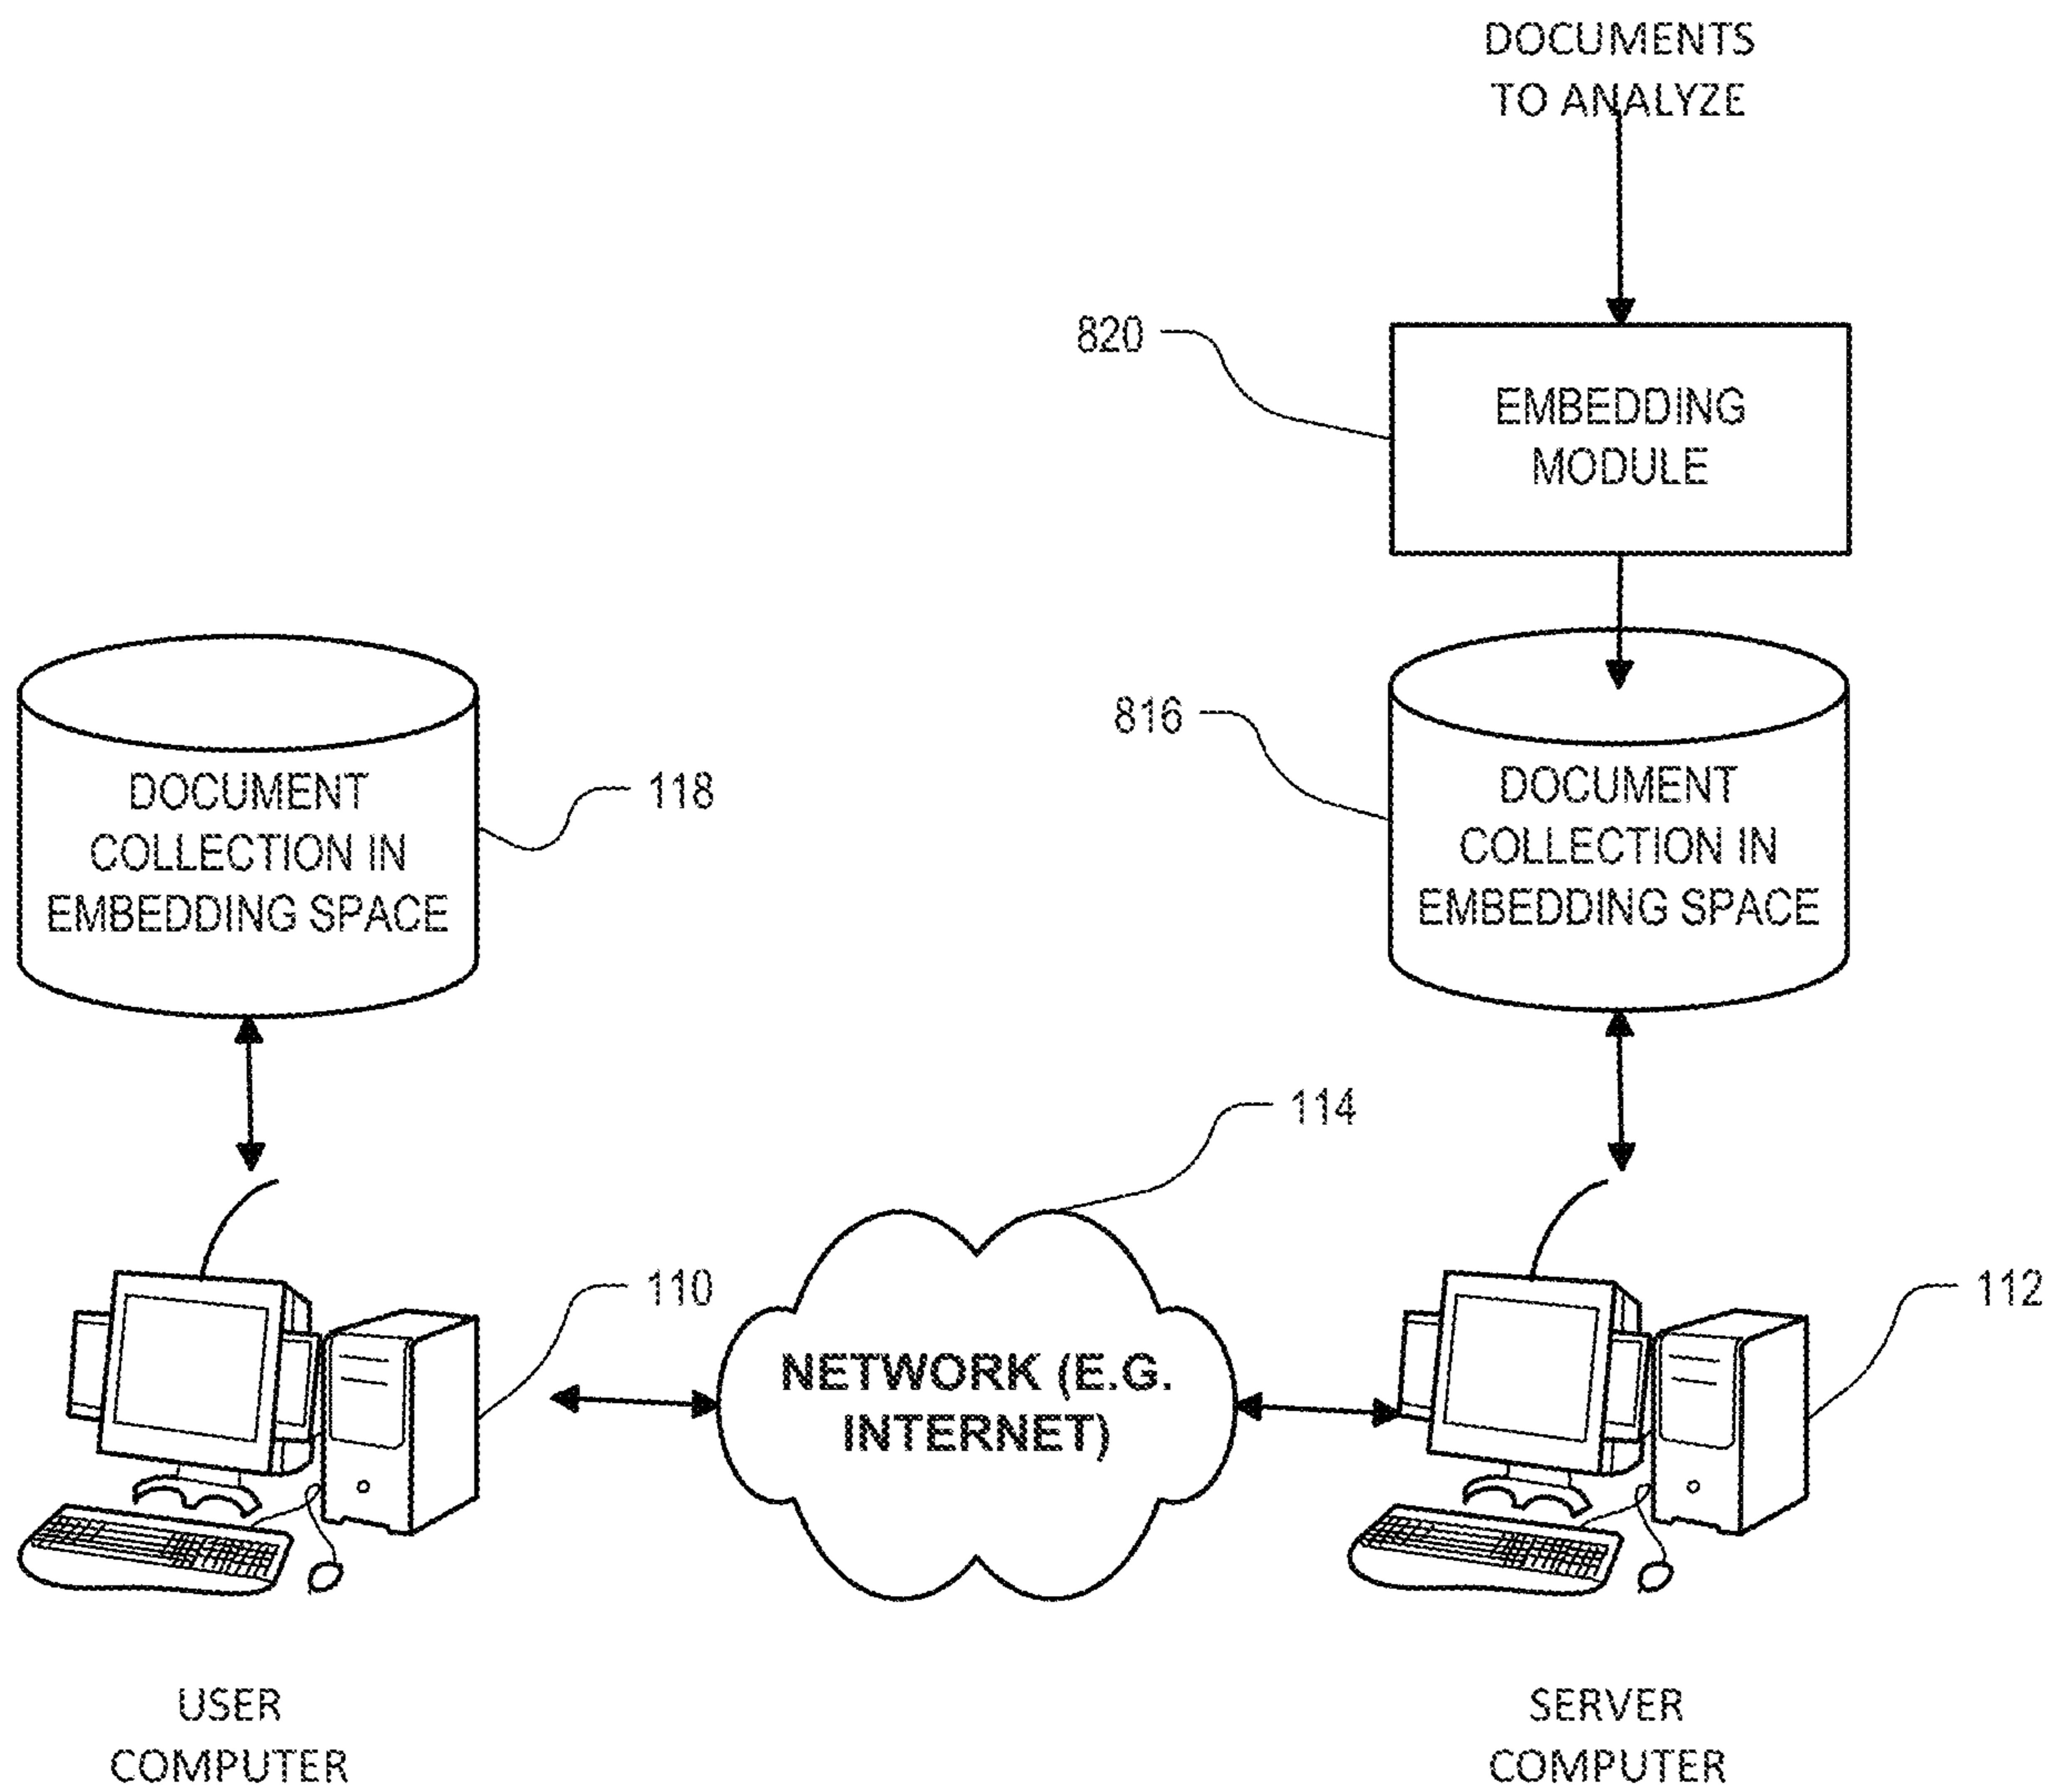 DOCUMENTS
TO ANALYZE
820
EMBEDDING
MODULE
816
DOCUMENT
COLLECTION IN
EMBEDDING SPACE
118
DOCUMENT
COLLECTION IN
EMBEDDING SPACE
114
110
NETWORK (E.G.
INTERNET)
112
USER
COMPUTER
SERVER
COMPUTER